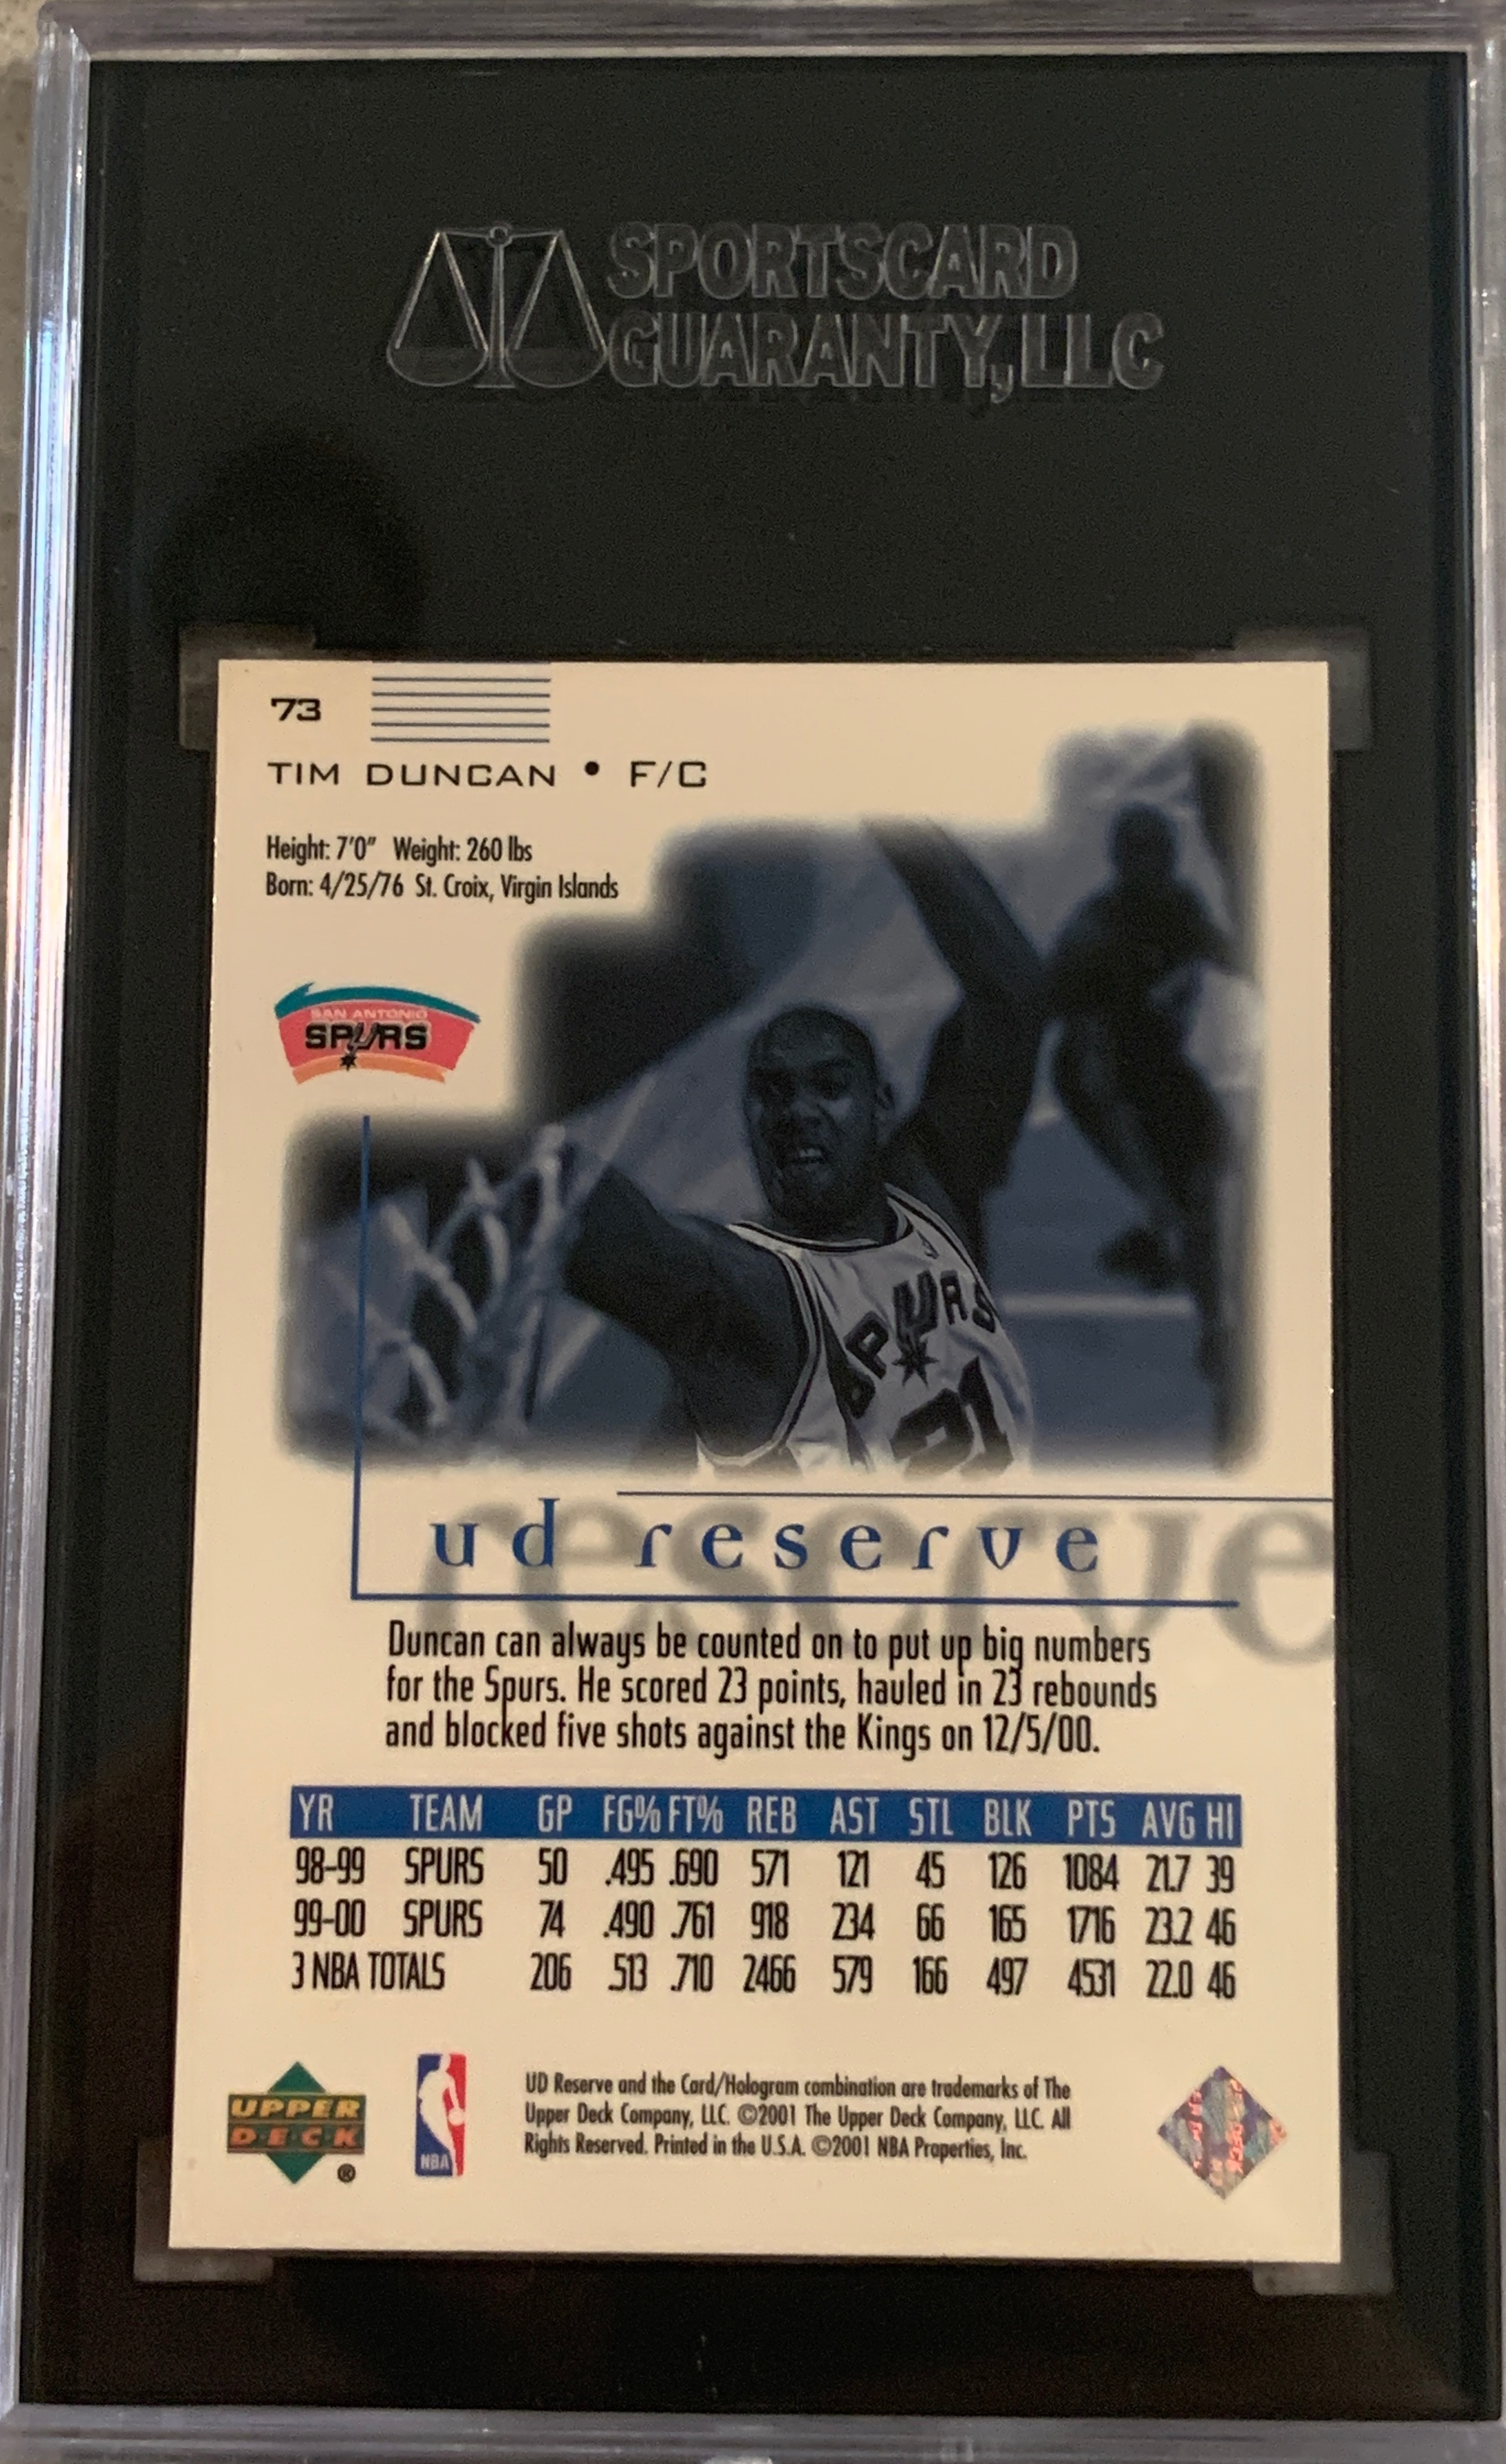 SPORTSCARD
GUARANTY, LLC
73
TIM DUNCAN • F/C
Height: 7'0" Weight: 260 lbs
Born: 4/25/76 St. Croix, Virgin Islands
SAN ANTONIO
SPURS
SPURS
21
reserve
ud reserve
Duncan can always be counted on to put up big numbers
for the Spurs. He scored 23 points, hauled in 23 rebounds
and blocked five shots against the Kings on 12/5/00.
YR TEAM GP FG% FT% REB AST STL BLK PTS AVG HI
98-99 SPURS 50 .495 .690 571 121 45 126 1084 21.7 39
99-00 SPURS 74 .490 .761 918 234 66 165 1716 23.2 46
3 NBA TOTALS 206 .513 .710 2466 579 166 497 4531 22.0 46
UPPER
DECK
®
NBA
UD Reserve and the Card/Hologram combination are trademarks of The
Upper Deck Company, LLC. ©2001 The Upper Deck Company, LLC. All
Rights Reserved. Printed in the U.S.A. ©2001 NBA Properties, Inc.